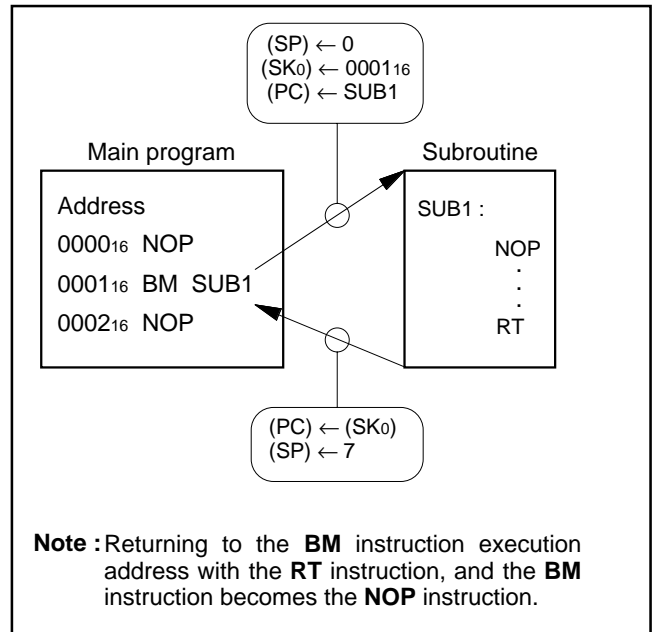 (SP) ← 0
(SK₀) ← 0001₁₆
(PC) ← SUB1
Main program
Subroutine
Address
0000₁₆ NOP
0001₁₆ BM SUB1
0002₁₆ NOP
SUB1 :
NOP
.
.
.
RT
(PC) ← (SK₀)
(SP) ← 7
Note : Returning to the BM instruction execution
address with the RT instruction, and the BM
instruction becomes the NOP instruction.